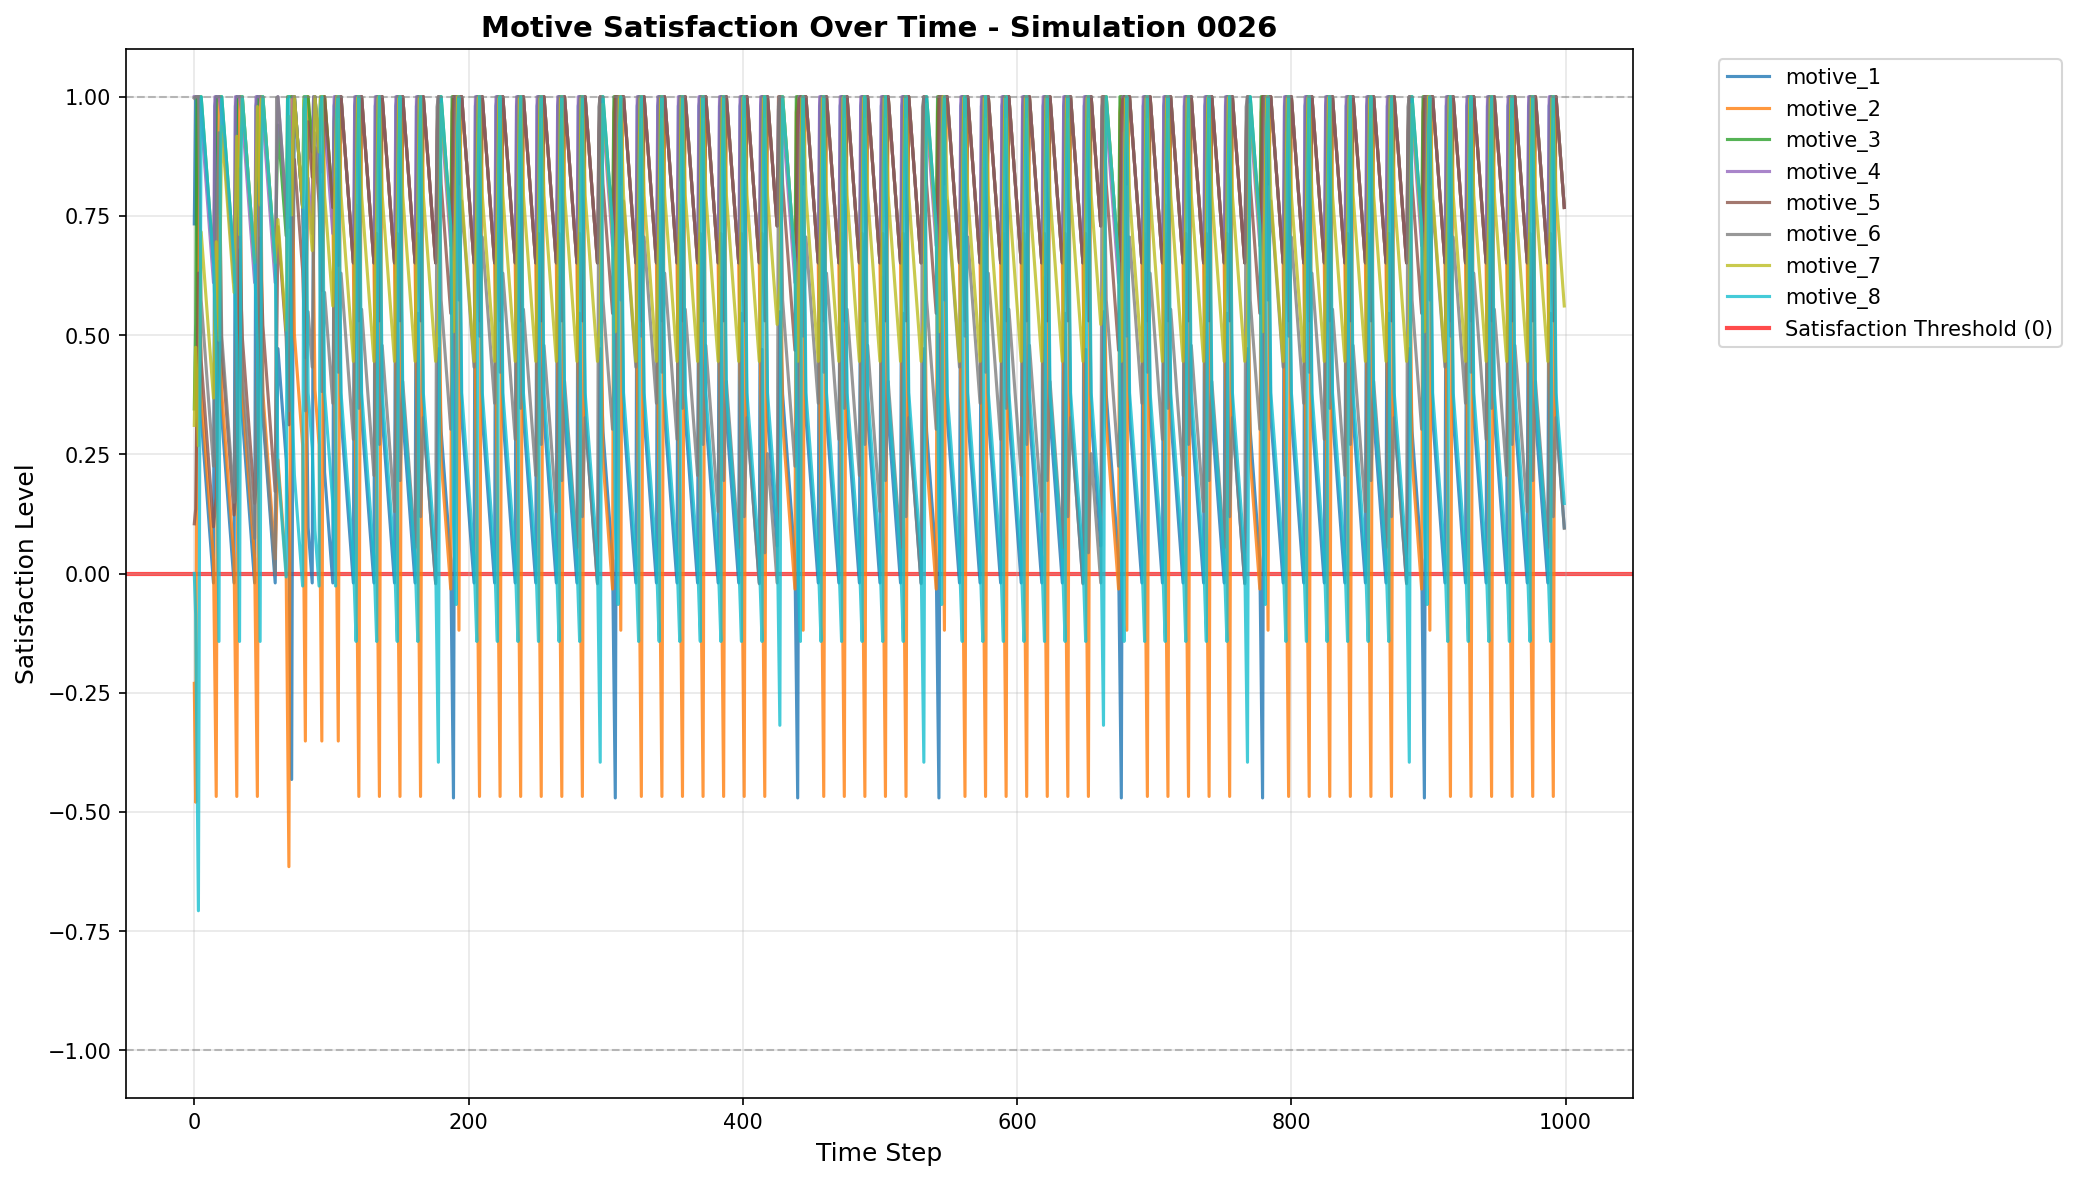 Motive Satisfaction Over Time - Simulation 0026
Satisfaction Level
1.00
0.75
0.50
0.25
0.00
−0.25
−0.50
−0.75
−1.00
0
200
400
600
800
1000
Time Step
motive_1
motive_2
motive_3
motive_4
motive_5
motive_6
motive_7
motive_8
Satisfaction Threshold (0)